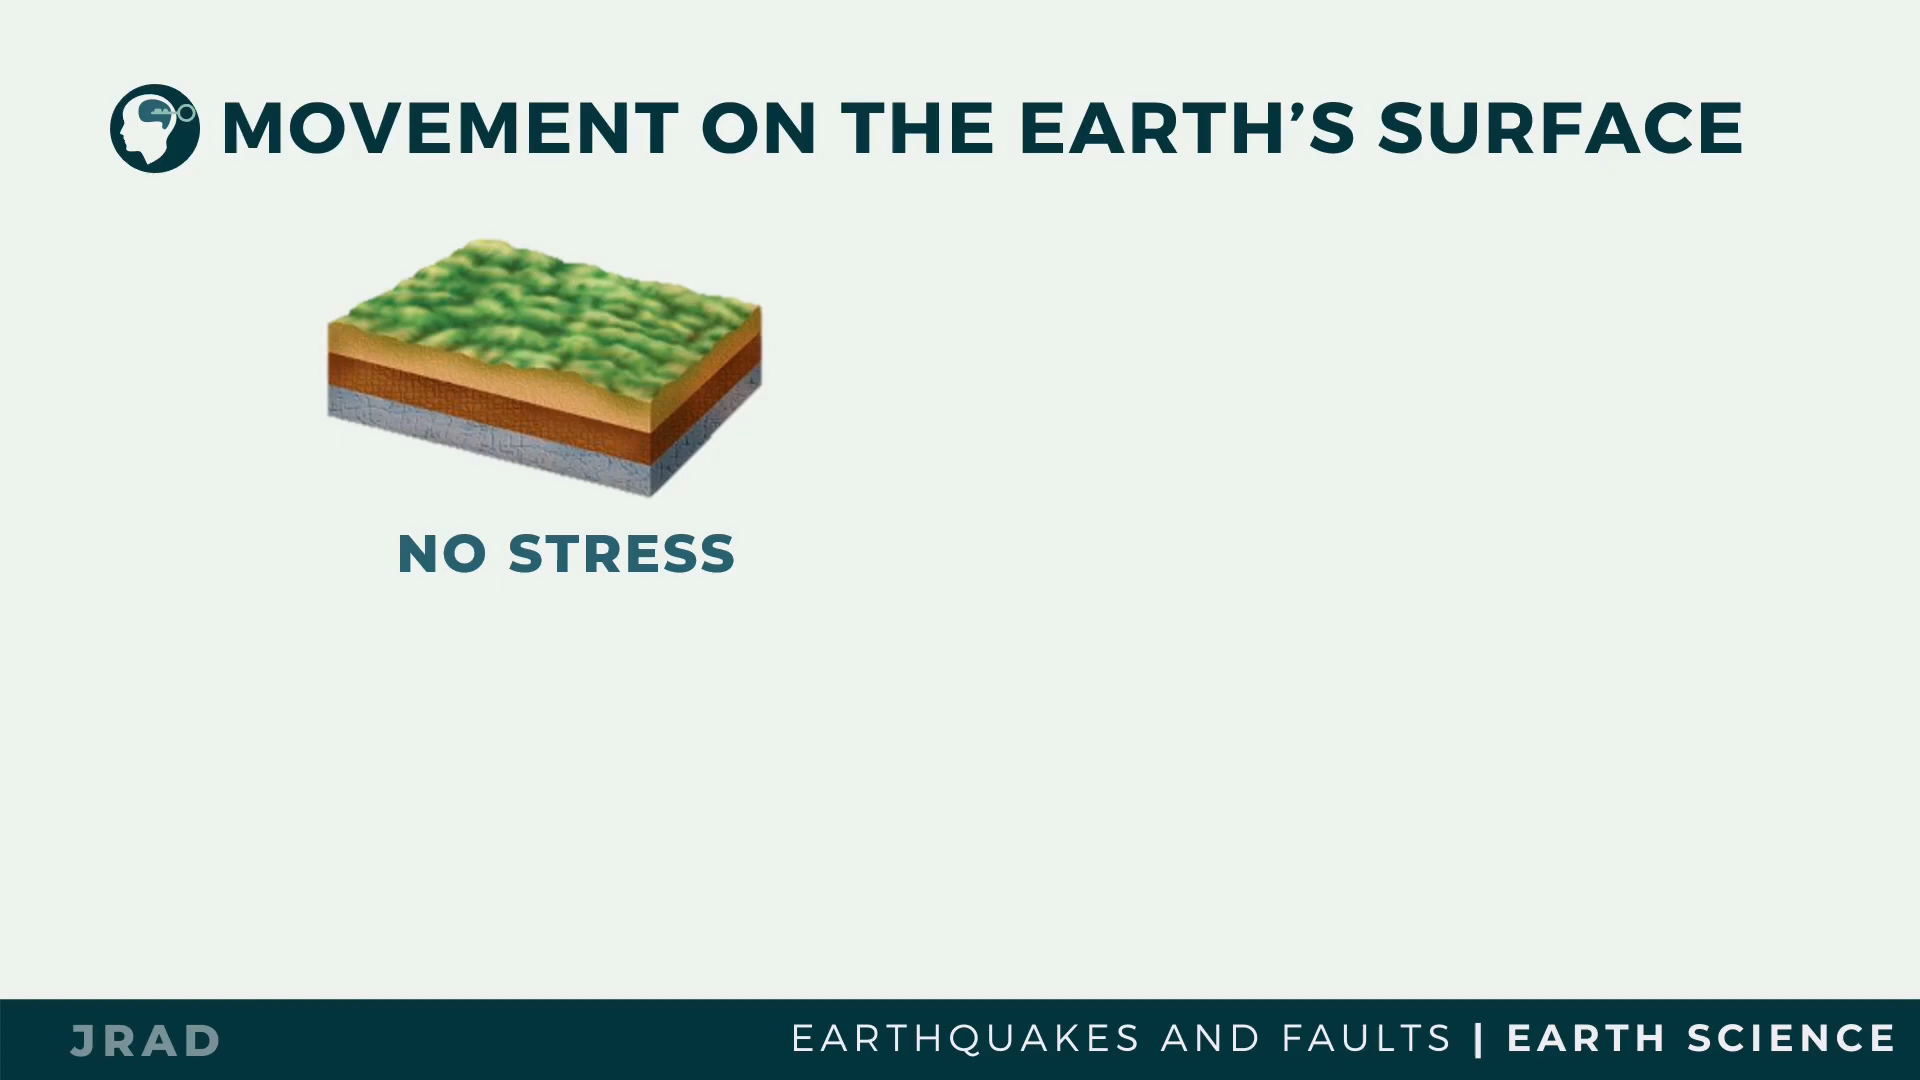 MOVEMENT ON THE EARTH’S SURFACE
NO STRESS
JRAD
EARTHQUAKES AND FAULTS | EARTH SCIENCE